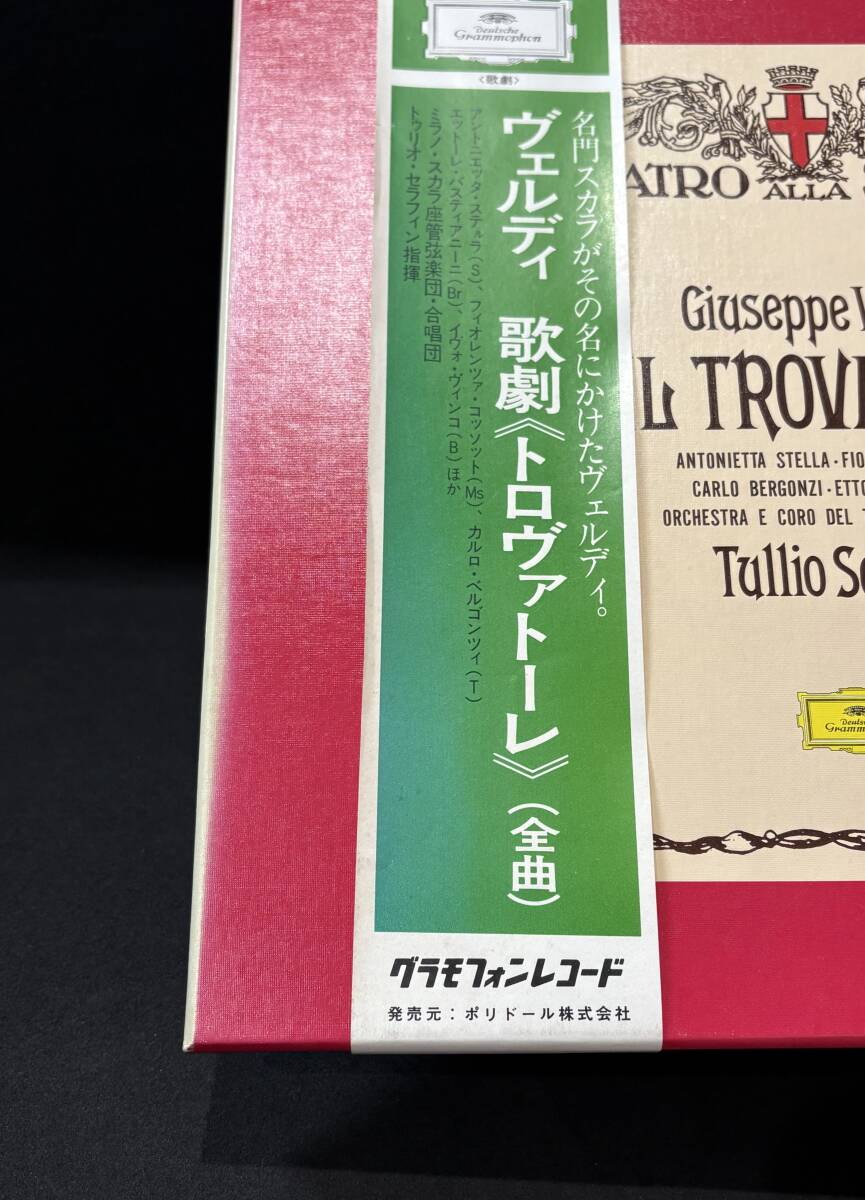 Deutsche
Grammophon
〈歌劇〉
名門スカラがその名にかけたヴェルディ。
ヴェルディ 歌劇《トロヴァトーレ》(全曲)
アントニエッタ・ステルラ(S)、フィオレンツァ・コッソット(Ms)、カルロ・ベルゴンツィ(T)
エットーレ・バスティアニーニ(Br)、イヴォ・ヴィンコ(B)ほか
ミラノ・スカラ座管弦楽団・合唱団
トゥリオ・セラフィン指揮
グラモフォンレコード
発売元：ポリドール株式会社
ATRO ALLA
Giuseppe V
L TROV
ANTONIETTA STELLA·FIO
CARLO BERGONZI·ETTO
ORCHESTRA E CORO DEL T
Tullio Se
Deutsc
Grammo